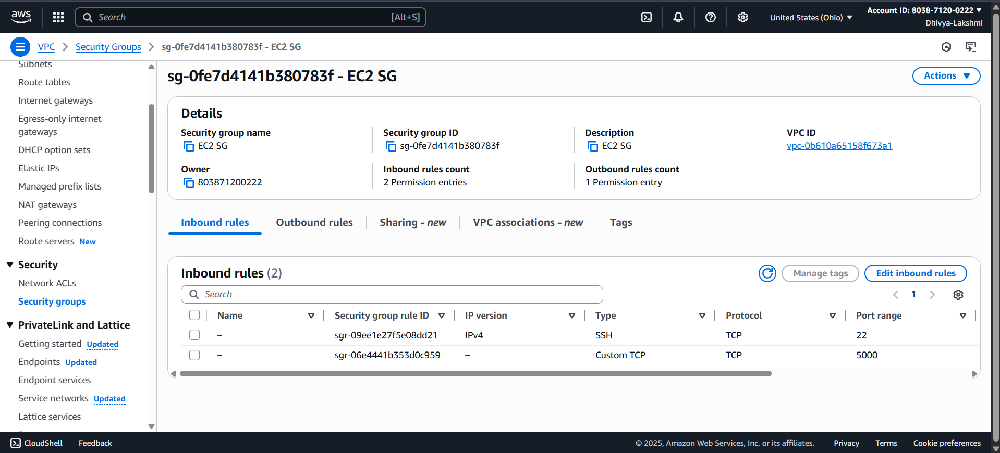 aws
Search [Alt+S]
United States (Ohio)
Account ID: 8038-7120-0222
Dhivya-Lakshmi
VPC
Security Groups
sg-0fe7d4141b380783f - EC2 SG
Subnets
Route tables
Internet gateways
Egress-only internet
gateways
DHCP option sets
Elastic IPs
Managed prefix lists
NAT gateways
Peering connections
Route servers New
Security
Network ACLs
Security groups
PrivateLink and Lattice
Getting started Updated
Endpoints Updated
Endpoint services
Service networks Updated
Lattice services
sg-0fe7d4141b380783f - EC2 SG
Actions
Details
Security group name
EC2 SG
Security group ID
sg-0fe7d4141b380783f
Description
EC2 SG
VPC ID
vpc-0b610a65158f673a1
Owner
803871200222
Inbound rules count
2 Permission entries
Outbound rules count
1 Permission entry
Inbound rules
Outbound rules
Sharing - new
VPC associations - new
Tags
Inbound rules (2)
Manage tags
Edit inbound rules
Search
1
Name Security group rule ID IP version Type Protocol Port range
– sgr-09ee1e27f5e08dd21 IPv4 SSH TCP 22
– sgr-06e4441b353d0c959 – Custom TCP TCP 5000
CloudShell Feedback
© 2025, Amazon Web Services, Inc. or its affiliates. Privacy Terms Cookie preferences